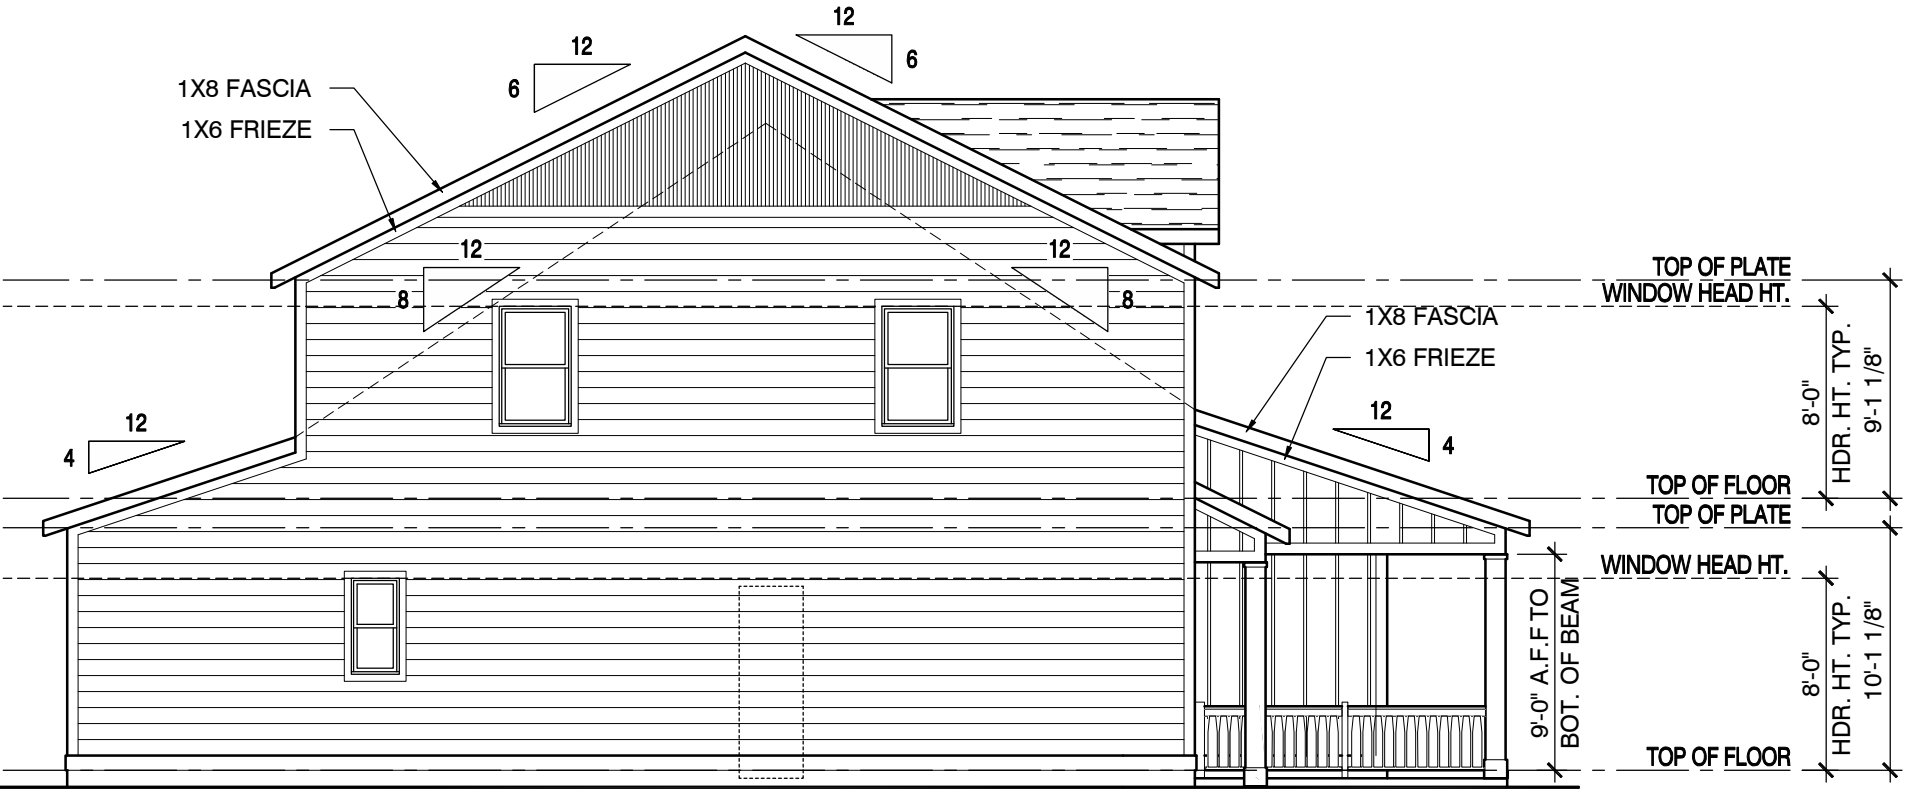 12
12
6
6
1X8 FASCIA
1X6 FRIEZE
12
12
8
8
TOP OF PLATE
WINDOW HEAD HT.
1X8 FASCIA
1X6 FRIEZE
8'-0"
HDR. HT. TYP.
9'-1 1/8"
12
4
12
4
TOP OF FLOOR
TOP OF PLATE
WINDOW HEAD HT.
9'-0" A.F.F TO
BOT. OF BEAM
8'-0"
HDR. HT. TYP.
10'-1 1/8"
TOP OF FLOOR